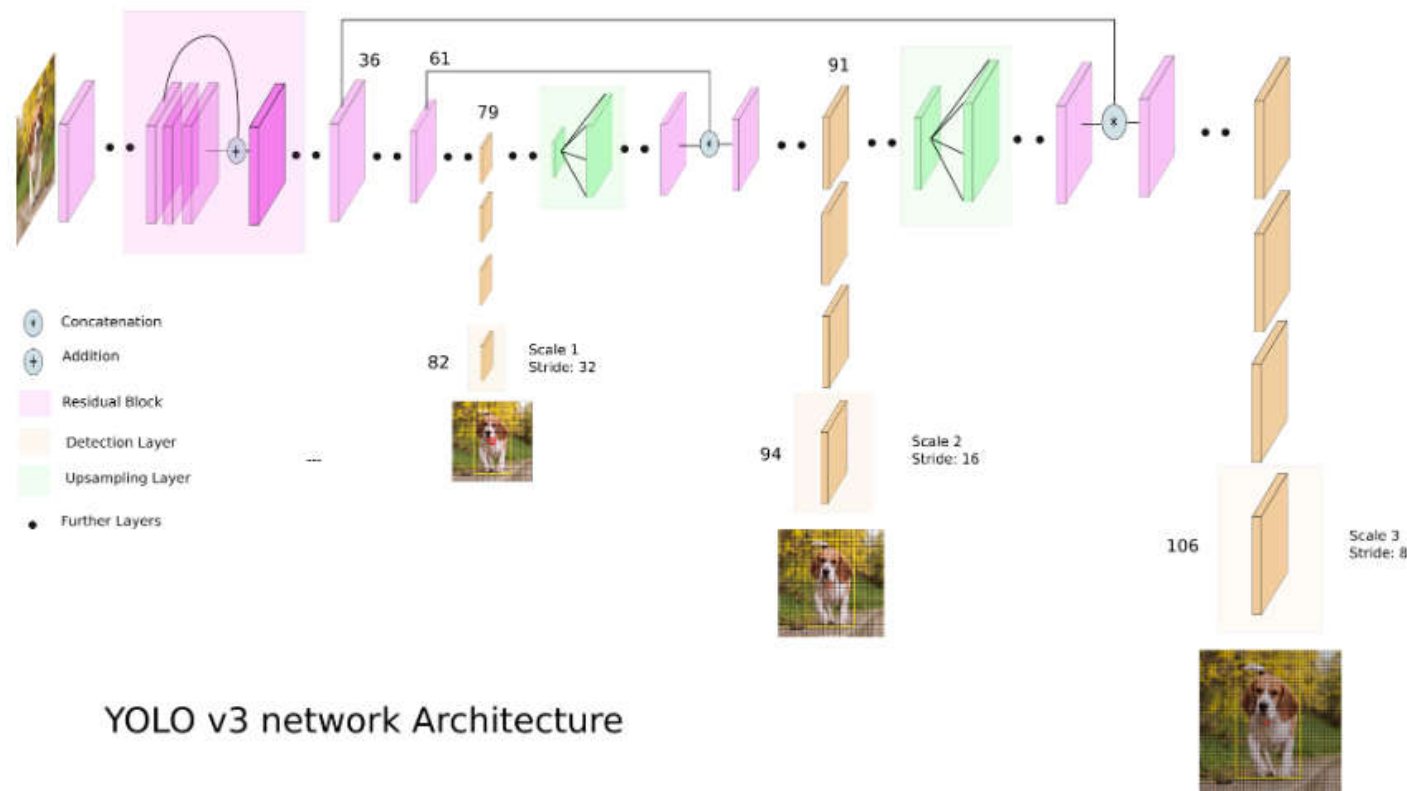 36
61
91
79
Concatenation
Addition
Residual Block
Detection Layer
Upsampling Layer
Further Layers
---
82
Scale 1
Stride: 32
94
Scale 2
Stride: 16
106
Scale 3
Stride: 8
YOLO v3 network Architecture